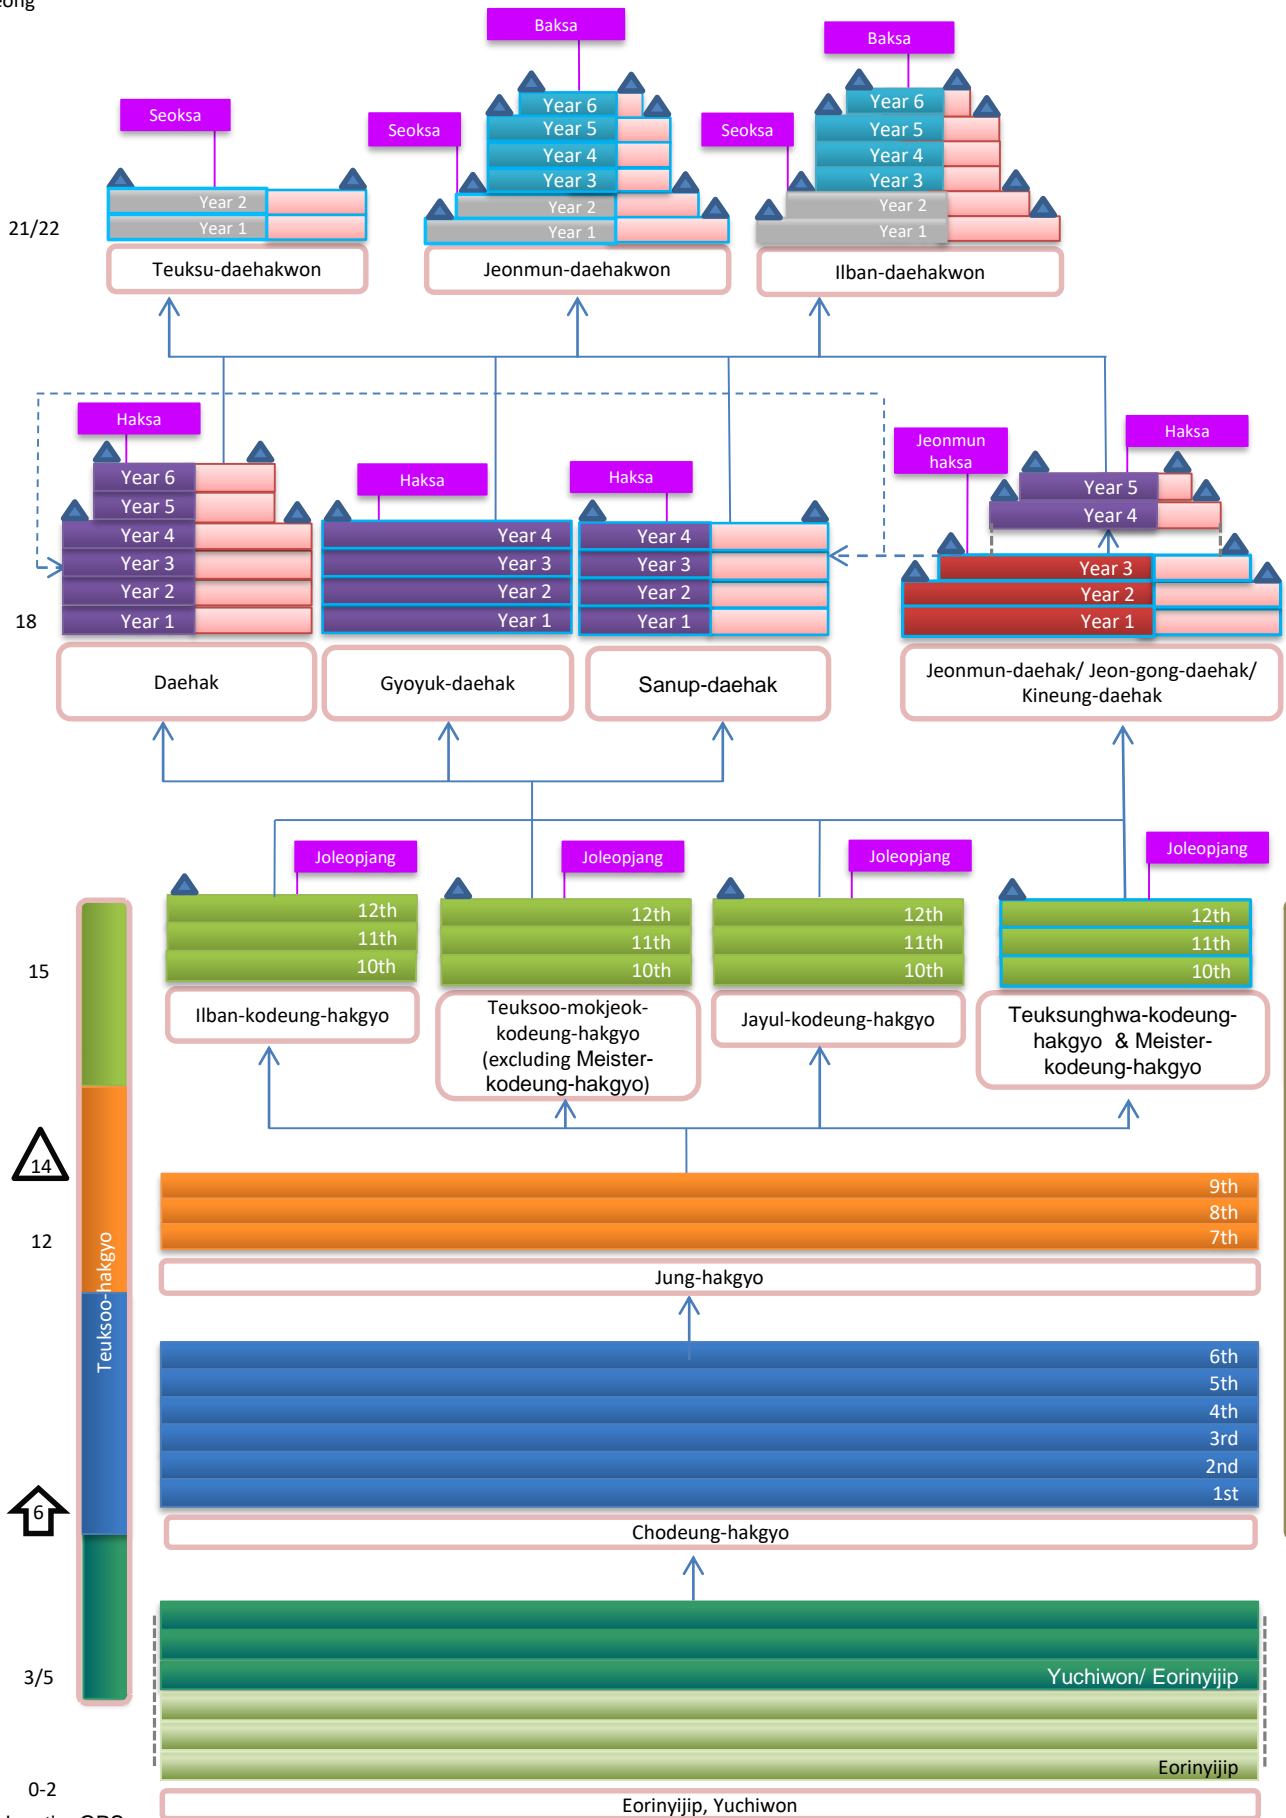 eong
Baksa
Baksa
Seoksa
Seoksa
Seoksa
Year 6
Year 5
Year 4
Year 3
Year 2
Year 1
Year 6
Year 5
Year 4
Year 3
Year 2
Year 1
Year 2
Year 1
21/22
Teuksu-daehakwon
Jeonmun-daehakwon
Ilban-daehakwon
Haksa
Haksa
Haksa
Jeonmun
haksa
Haksa
Year 6
Year 5
Year 4
Year 3
Year 2
Year 1
Year 4
Year 3
Year 2
Year 1
Year 4
Year 3
Year 2
Year 1
Year 5
Year 4
Year 3
Year 2
Year 1
18
Daehak
Gyoyuk-daehak
Sanup-daehak
Jeonmun-daehak/ Jeon-gong-daehak/
Kineung-daehak
Joleopjang
Joleopjang
Joleopjang
Joleopjang
12th
11th
10th
12th
11th
10th
12th
11th
10th
12th
11th
10th
15
Ilban-kodeung-hakgyo
Teuksoo-mokjeok-
kodeung-hakgyo
(excluding Meister-
kodeung-hakgyo)
Jayul-kodeung-hakgyo
Teuksunghwa-kodeung-
hakgyo & Meister-
kodeung-hakgyo
14
9th
8th
7th
12
Teuksoo-hakgyo
Jung-hakgyo
6th
5th
4th
3rd
2nd
1st
6
Chodeung-hakgyo
3/5
Yuchiwon/ Eorinyijip
Eorinyijip
0-2
Eorinyijip, Yuchiwon